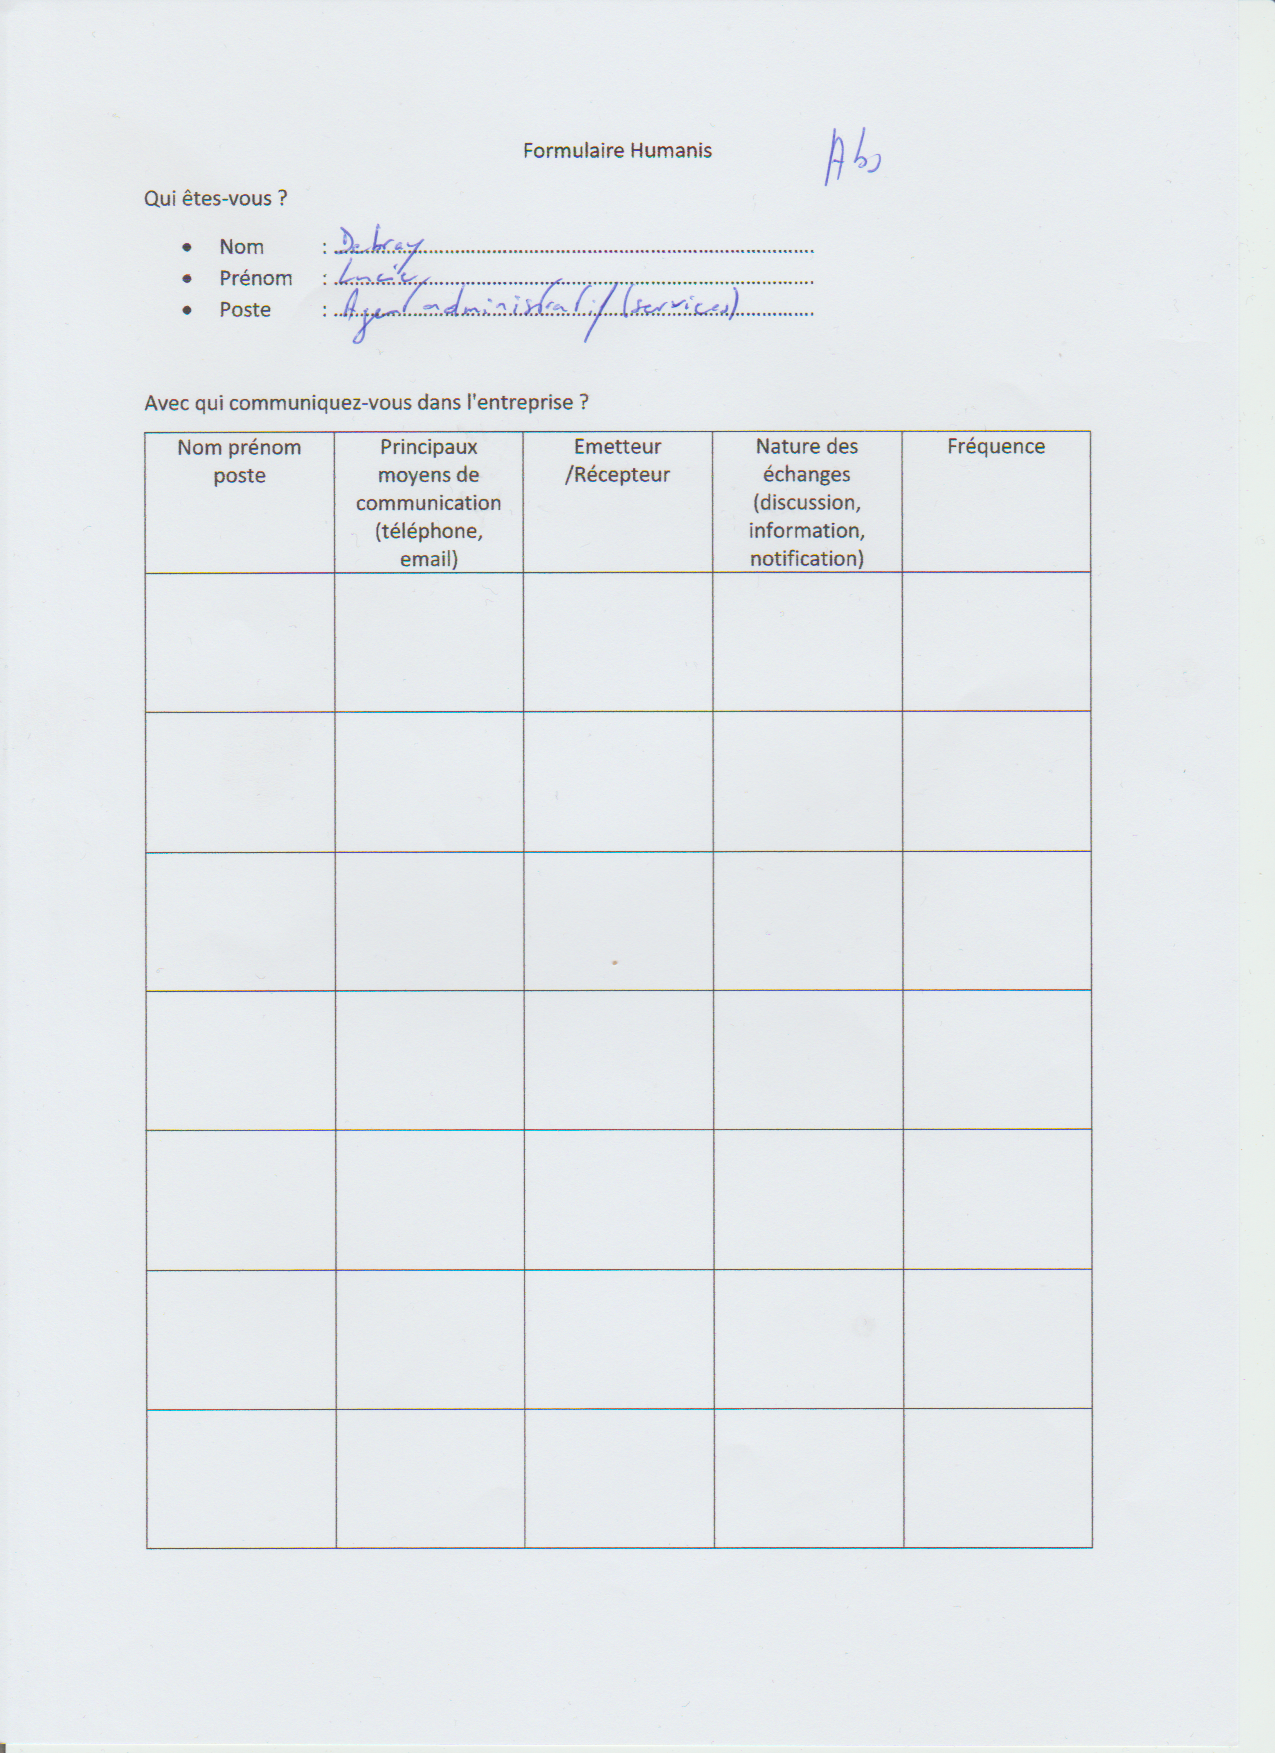 Formulaire Humanis
Abs
Qui êtes-vous ?
• Nom : Debray
• Prénom : Lucie
• Poste : Agent administratif (services)
Avec qui communiquez-vous dans l'entreprise ?
Nom prénom
poste
Principaux
moyens de
communication
(téléphone,
email)
Emetteur
/Récepteur
Nature des
échanges
(discussion,
information,
notification)
Fréquence